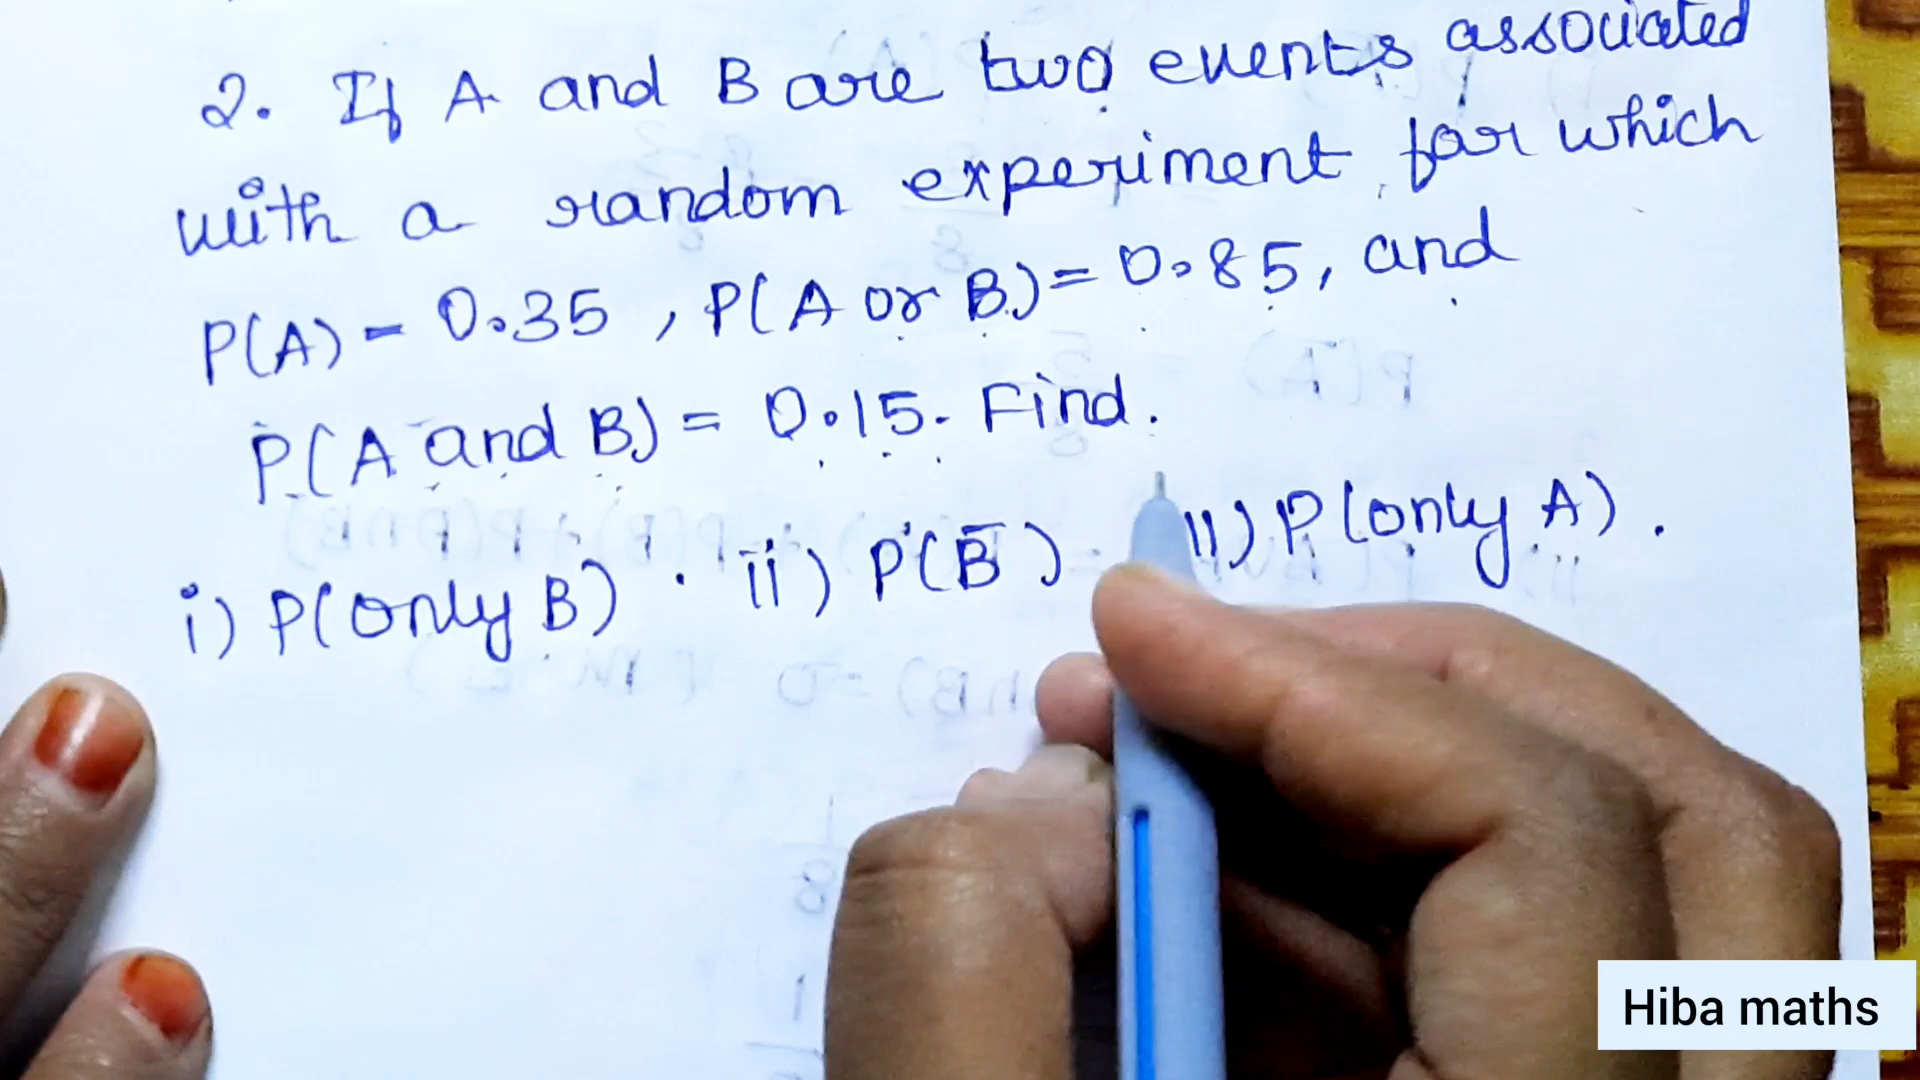 2. If A and B are two events associated
with a random experiment for which
P(A) = 0.35, P(A or B) = 0.85, and
P(A and B) = 0.15. Find.
i) P(only B). ii) P(B̅) ii) P(only A).
Hiba maths